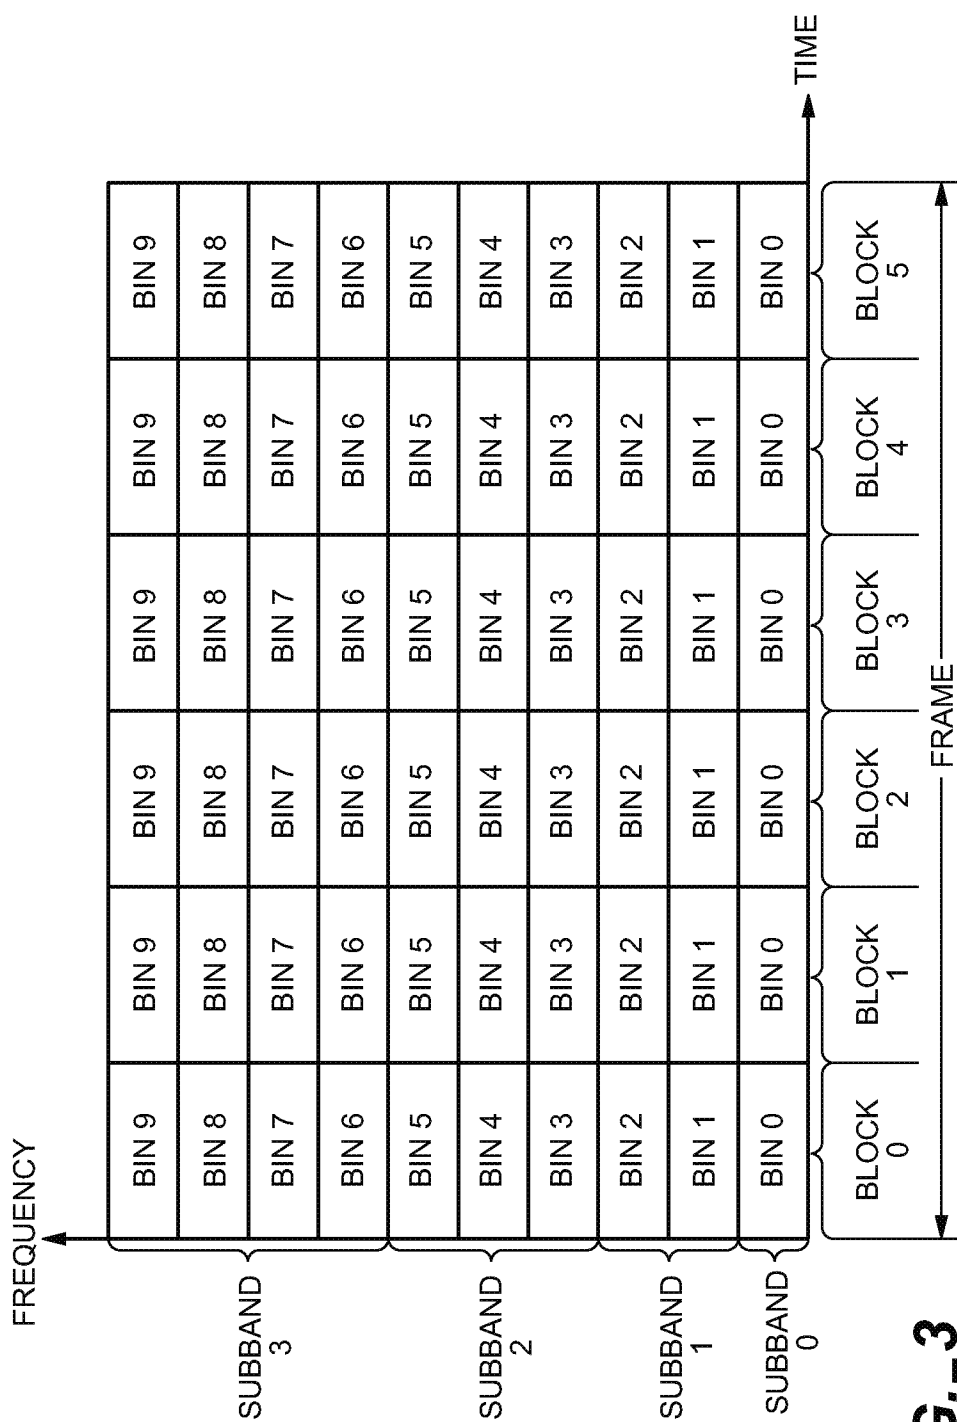 FREQUENCY
SUBBAND
3
SUBBAND
2
SUBBAND
1
SUBBAND
0
BIN 9 BIN 9 BIN 9 BIN 9 BIN 9 BIN 9
BIN 8 BIN 8 BIN 8 BIN 8 BIN 8 BIN 8
BIN 7 BIN 7 BIN 7 BIN 7 BIN 7 BIN 7
BIN 6 BIN 6 BIN 6 BIN 6 BIN 6 BIN 6
BIN 5 BIN 5 BIN 5 BIN 5 BIN 5 BIN 5
BIN 4 BIN 4 BIN 4 BIN 4 BIN 4 BIN 4
BIN 3 BIN 3 BIN 3 BIN 3 BIN 3 BIN 3
BIN 2 BIN 2 BIN 2 BIN 2 BIN 2 BIN 2
BIN 1 BIN 1 BIN 1 BIN 1 BIN 1 BIN 1
BIN 0 BIN 0 BIN 0 BIN 0 BIN 0 BIN 0
TIME
BLOCK BLOCK BLOCK BLOCK BLOCK BLOCK
0 1 2 3 4 5
FRAME
G.- 3